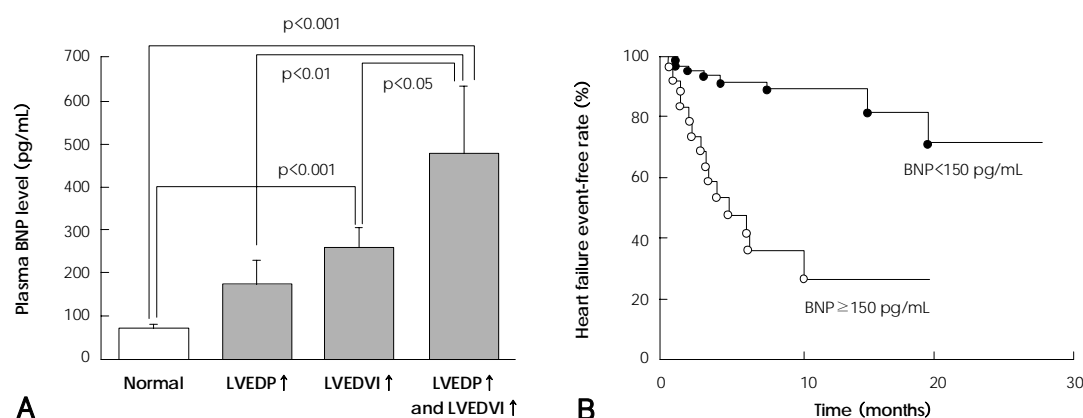 p<0.001
700
p<0.01
p<0.05
600
500
p<0.001
400
300
200
100
0
Plasma BNP level (pg/mL)
Normal
LVEDP↑
LVEDVI↑
LVEDP↑
and LVEDVI↑
A
100
80
60
40
20
0
Heart failure event-free rate (%)
BNP<150 pg/mL
BNP≥150 pg/mL
0 10 20 30
Time (months)
B